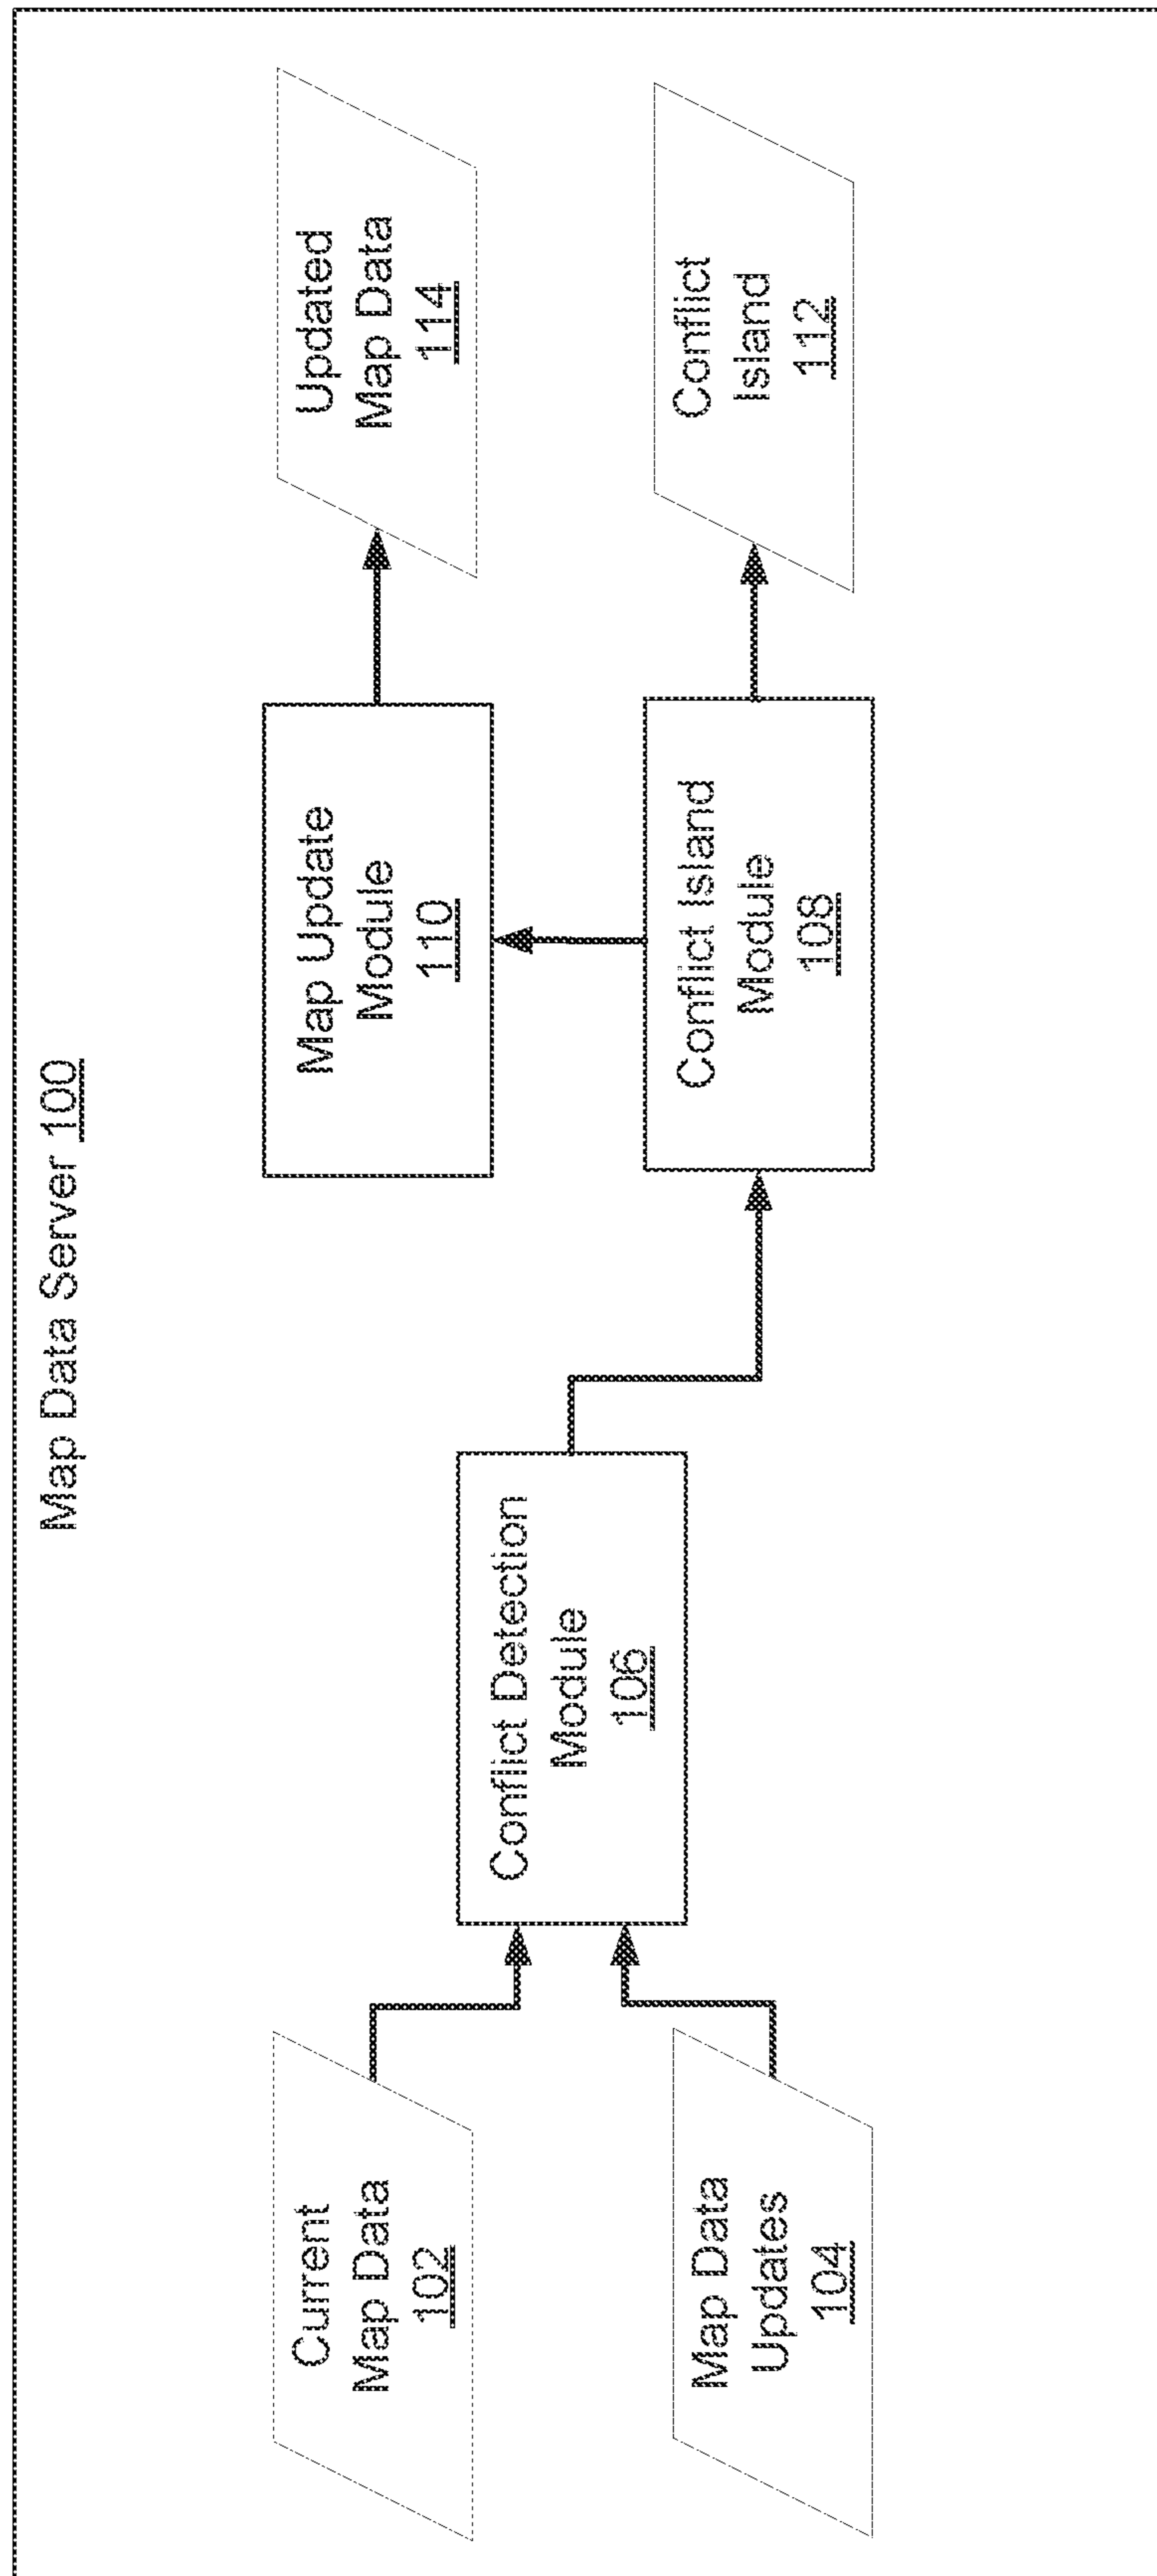 Map Data Server 100
Current
Map Data
102
Map Data
Updates
104
Conflict Detection
Module
106
Map Update
Module
110
Conflict Island
Module
108
Updated
Map Data
114
Conflict
Island
112